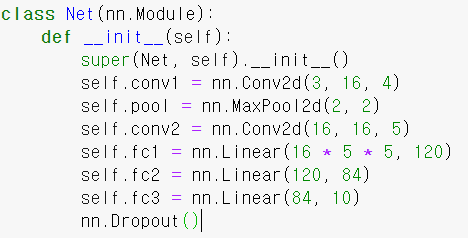 class Net(nn.Module):
    def __init__(self):
        super(Net, self).__init__()
        self.conv1 = nn.Conv2d(3, 16, 4)
        self.pool = nn.MaxPool2d(2, 2)
        self.conv2 = nn.Conv2d(16, 16, 5)
        self.fc1 = nn.Linear(16 * 5 * 5, 120)
        self.fc2 = nn.Linear(120, 84)
        self.fc3 = nn.Linear(84, 10)
        nn.Dropout()